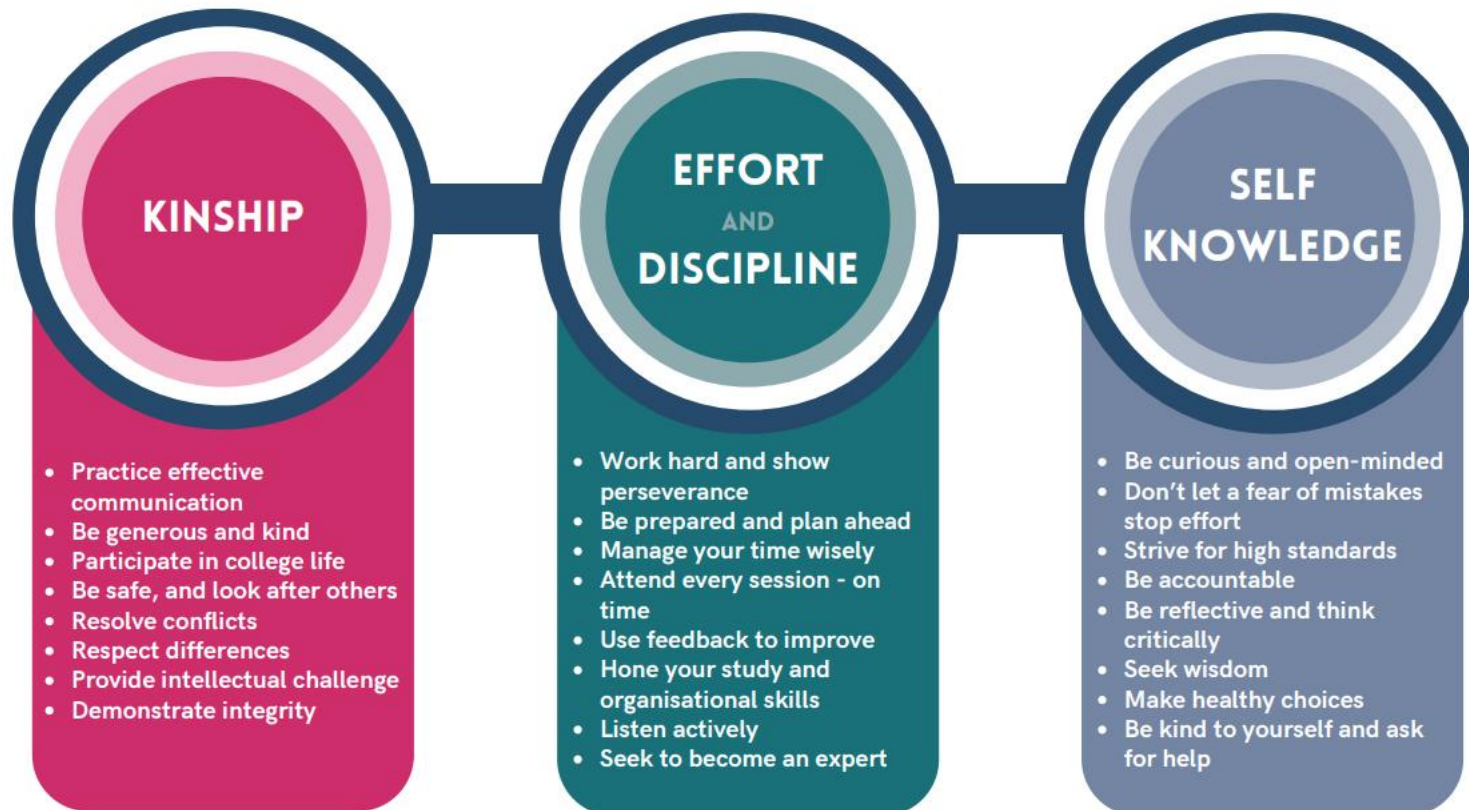 KINSHIP
• Practice effective
communication
• Be generous and kind
• Participate in college life
• Be safe, and look after others
• Resolve conflicts
• Respect differences
• Provide intellectual challenge
• Demonstrate integrity
EFFORT
AND
DISCIPLINE
• Work hard and show
perseverance
• Be prepared and plan ahead
• Manage your time wisely
• Attend every session - on
time
• Use feedback to improve
• Hone your study and
organisational skills
• Listen actively
• Seek to become an expert
SELF
KNOWLEDGE
• Be curious and open-minded
• Don’t let a fear of mistakes
stop effort
• Strive for high standards
• Be accountable
• Be reflective and think
critically
• Seek wisdom
• Make healthy choices
• Be kind to yourself and ask
for help